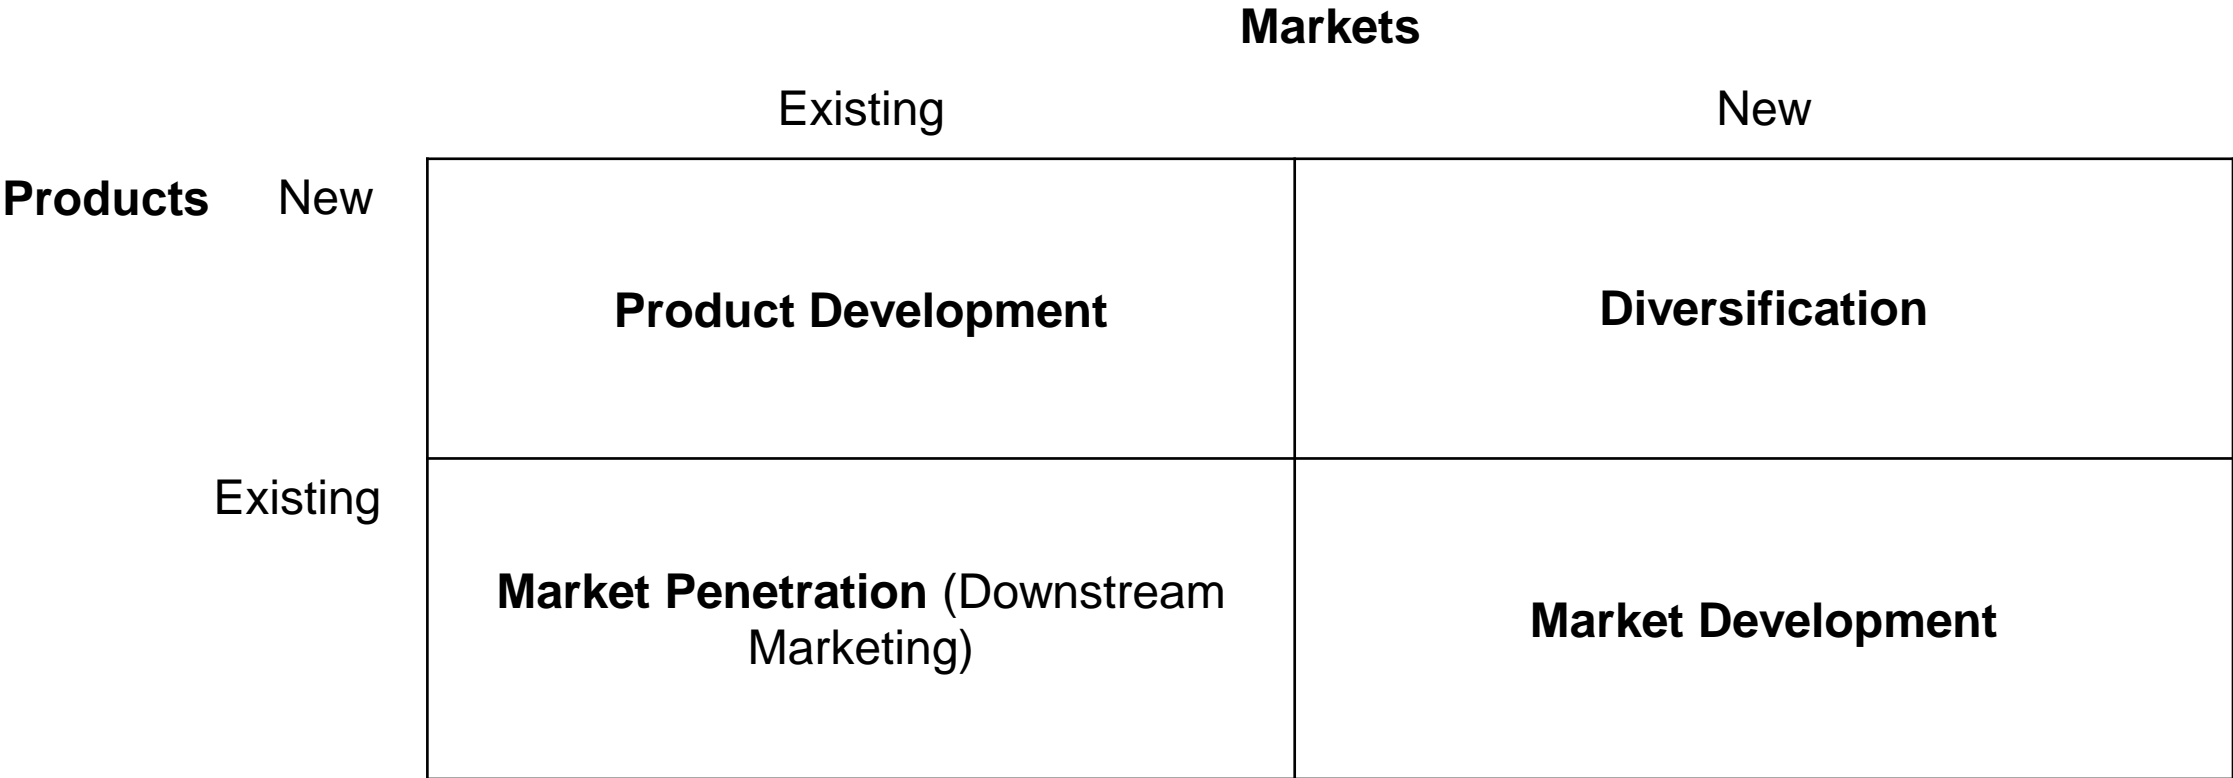 Markets
Existing New
Products New
Product Development Diversification
Existing
Market Penetration (Downstream
Marketing)
Market Development